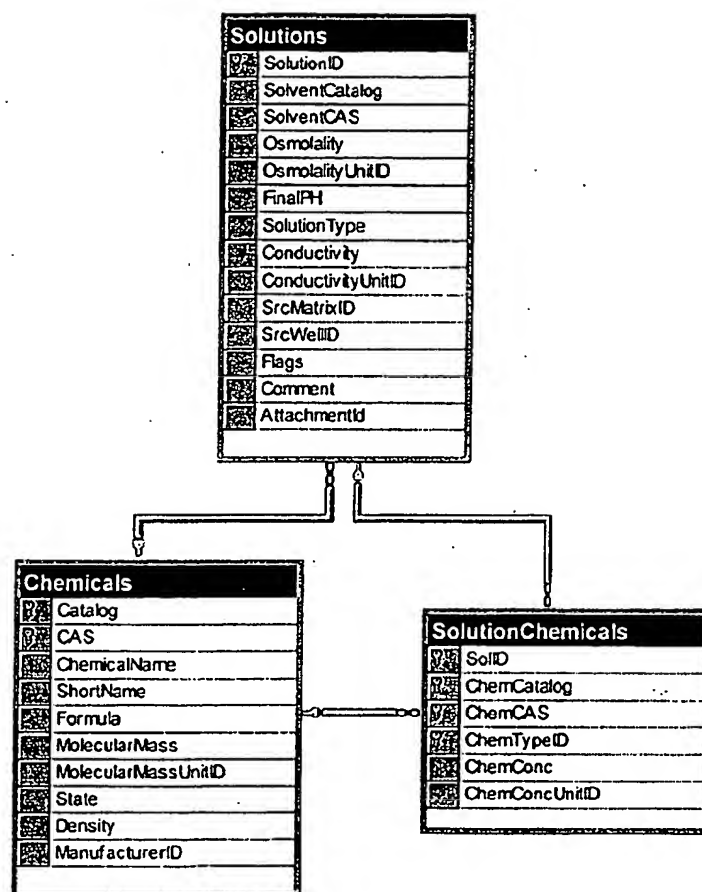 Solutions
SolutionID
SolventCatalog
SolventCAS
Osmolality
OsmolalityUnitID
FinalPH
SolutionType
Conductivity
ConductivityUnitID
SrcMatrixID
SrcWellID
Flags
Comment
AttachmentId
Chemicals
Catalog
CAS
ChemicalName
ShortName
Formula
MolecularMass
MolecularMassUnitID
State
Density
ManufacturerID
SolutionChemicals
SolID
ChemCatalog
ChemCAS
ChemTypeID
ChemConc
ChemConcUnitID